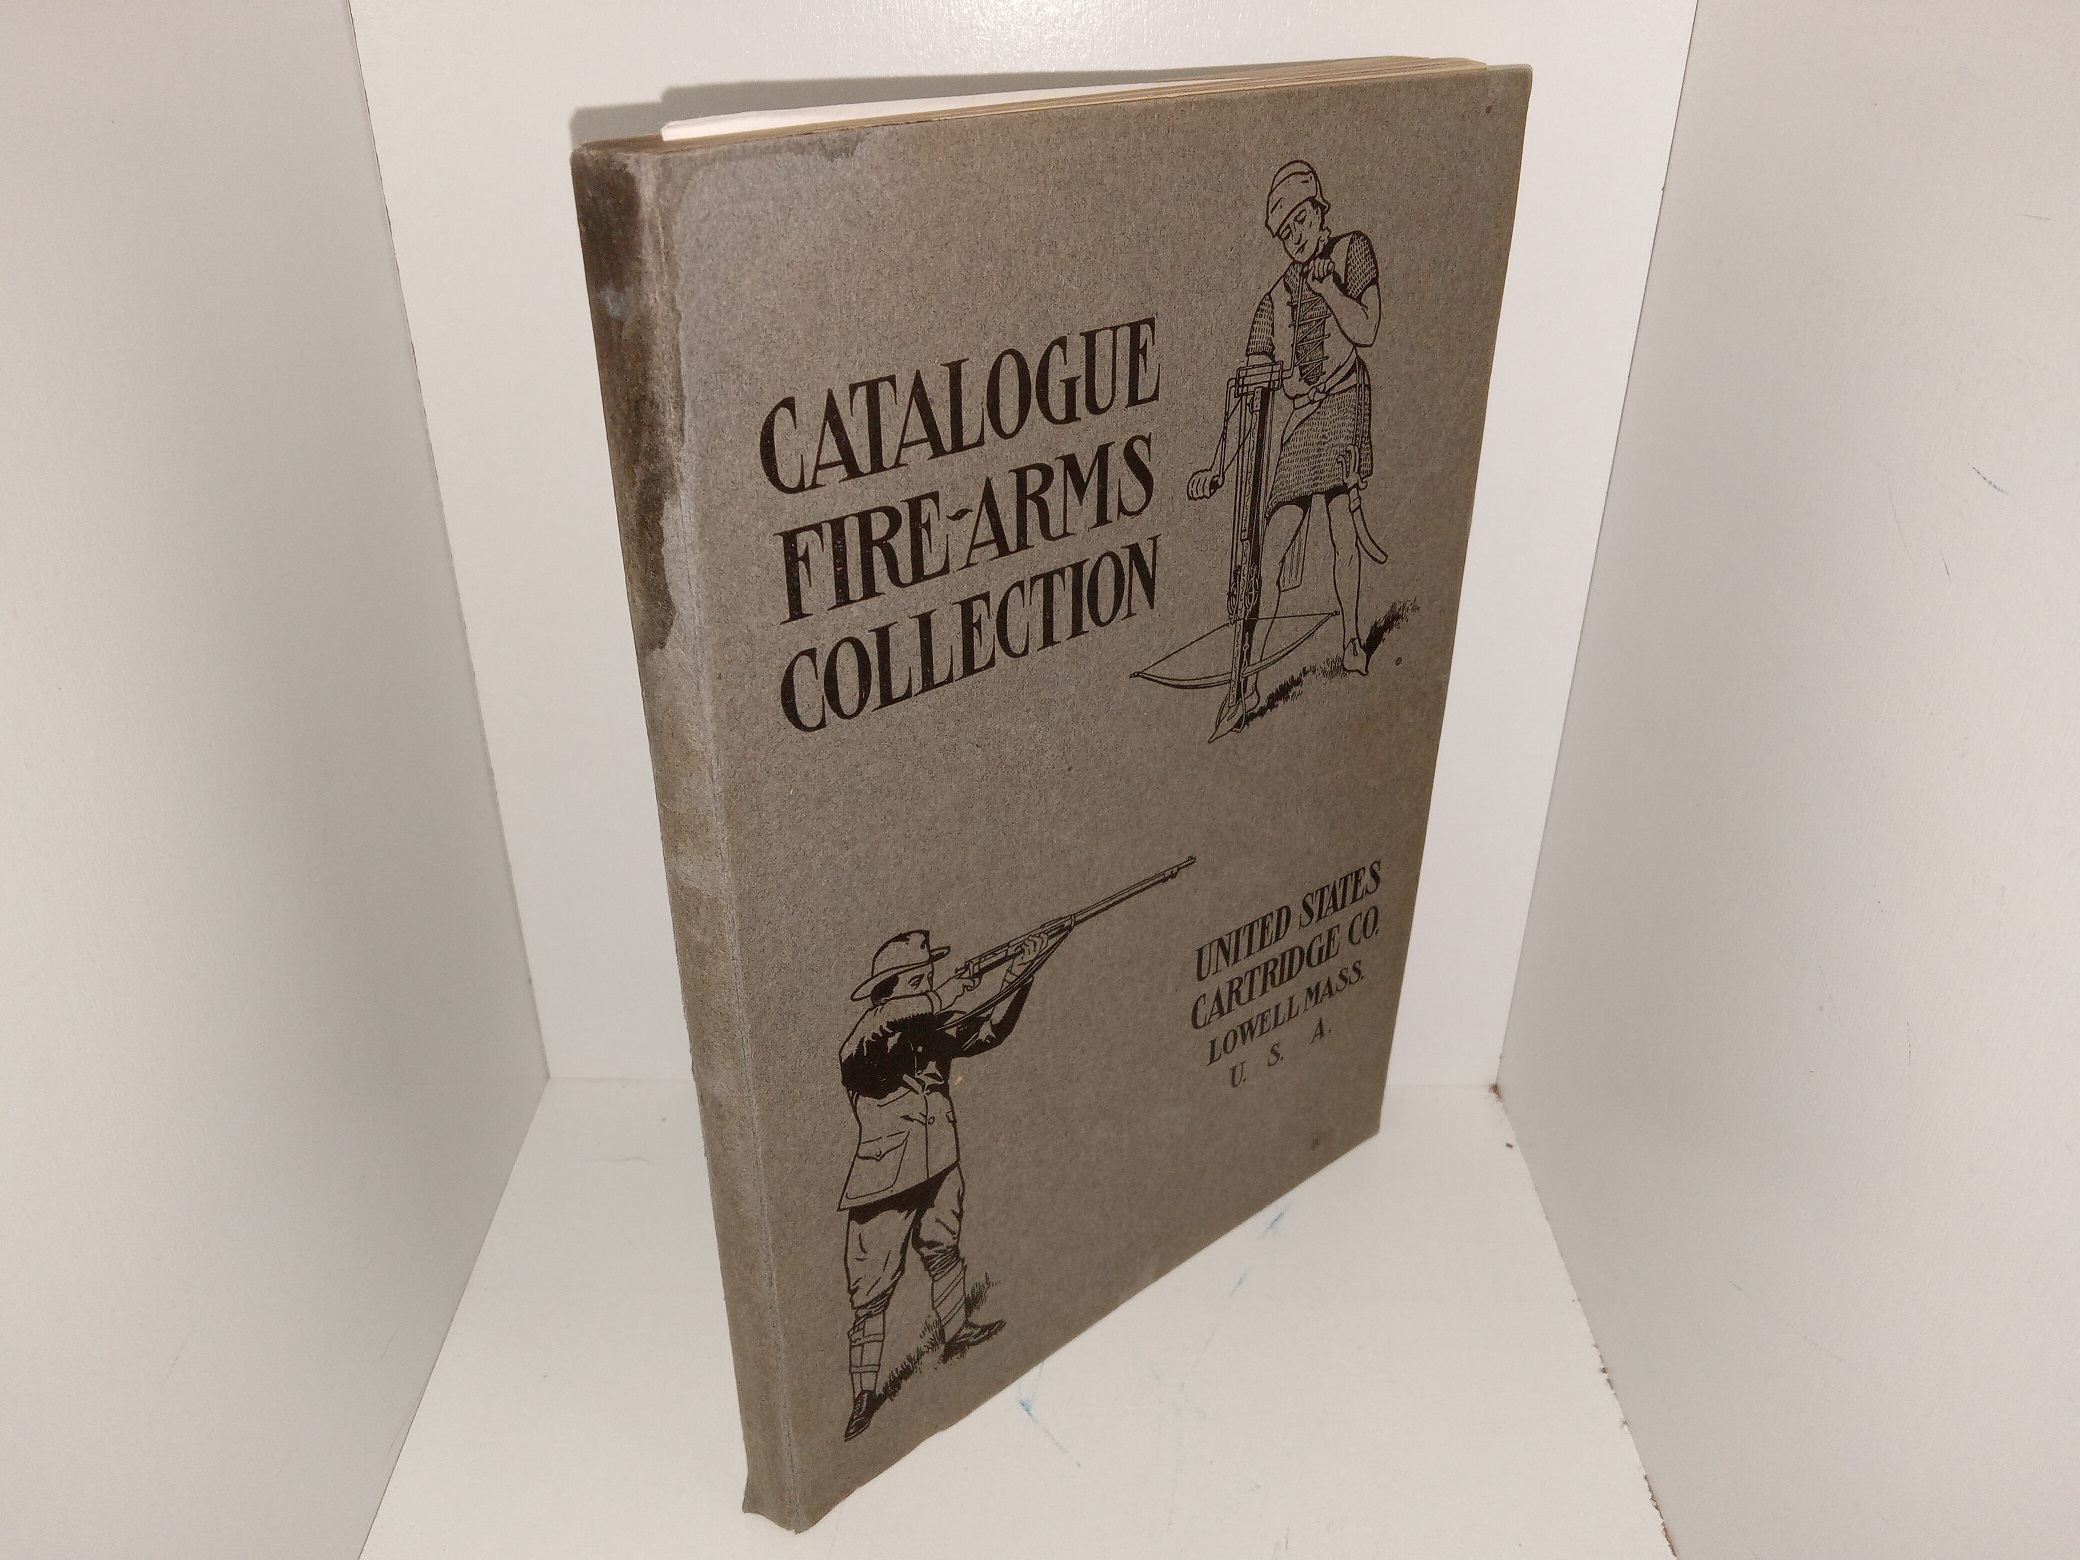 CATALOGUE
FIRE-ARMS
COLLECTION
UNITED STATES
CARTRIDGE CO.
LOWELL MASS.
U. S. A.